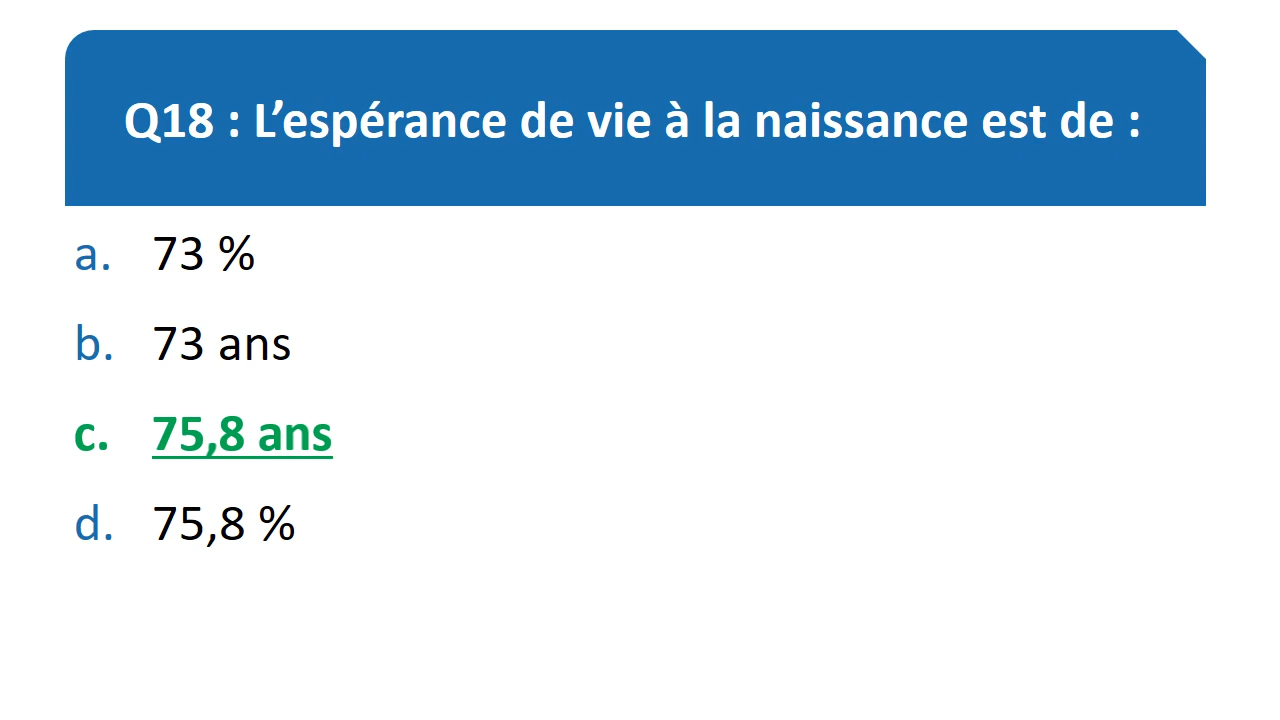 Q18 : L’espérance de vie à la naissance est de :
a. 73 %
b. 73 ans
c. 75,8 ans
d. 75,8 %